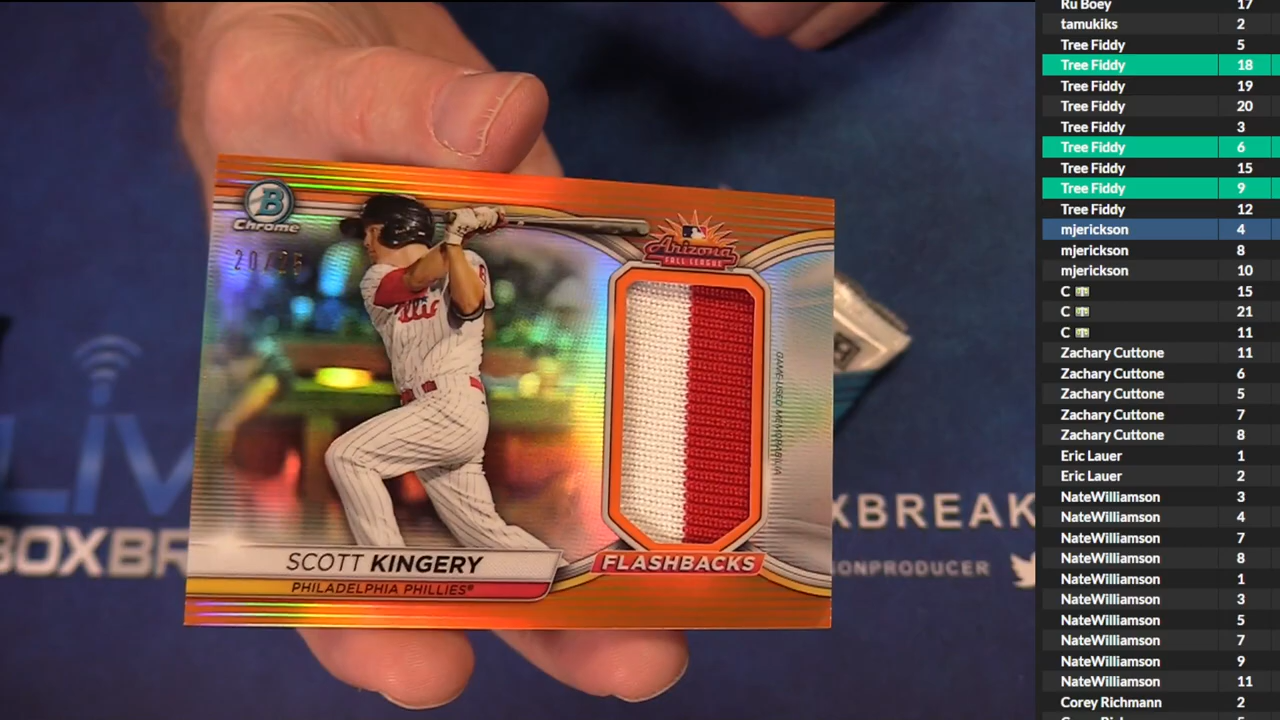 B
Chrome
20/25
Phillies
Arizona
FALL LEAGUE
GAME-USED MEMORABILIA
SCOTT KINGERY
PHILADELPHIA PHILLIES®
FLASHBACKS
LIV
BOXBR
XBREAK
ONPRODUCER
Ru Boey 17
tamukiks 2
Tree Fiddy 5
Tree Fiddy 18
Tree Fiddy 19
Tree Fiddy 20
Tree Fiddy 3
Tree Fiddy 6
Tree Fiddy 15
Tree Fiddy 9
Tree Fiddy 12
mjerickson 4
mjerickson 8
mjerickson 10
C 15
C 21
C 11
Zachary Cuttone 11
Zachary Cuttone 6
Zachary Cuttone 5
Zachary Cuttone 7
Zachary Cuttone 8
Eric Lauer 1
Eric Lauer 2
NateWilliamson 3
NateWilliamson 4
NateWilliamson 7
NateWilliamson 8
NateWilliamson 1
NateWilliamson 3
NateWilliamson 5
NateWilliamson 7
NateWilliamson 9
NateWilliamson 11
Corey Richmann 2